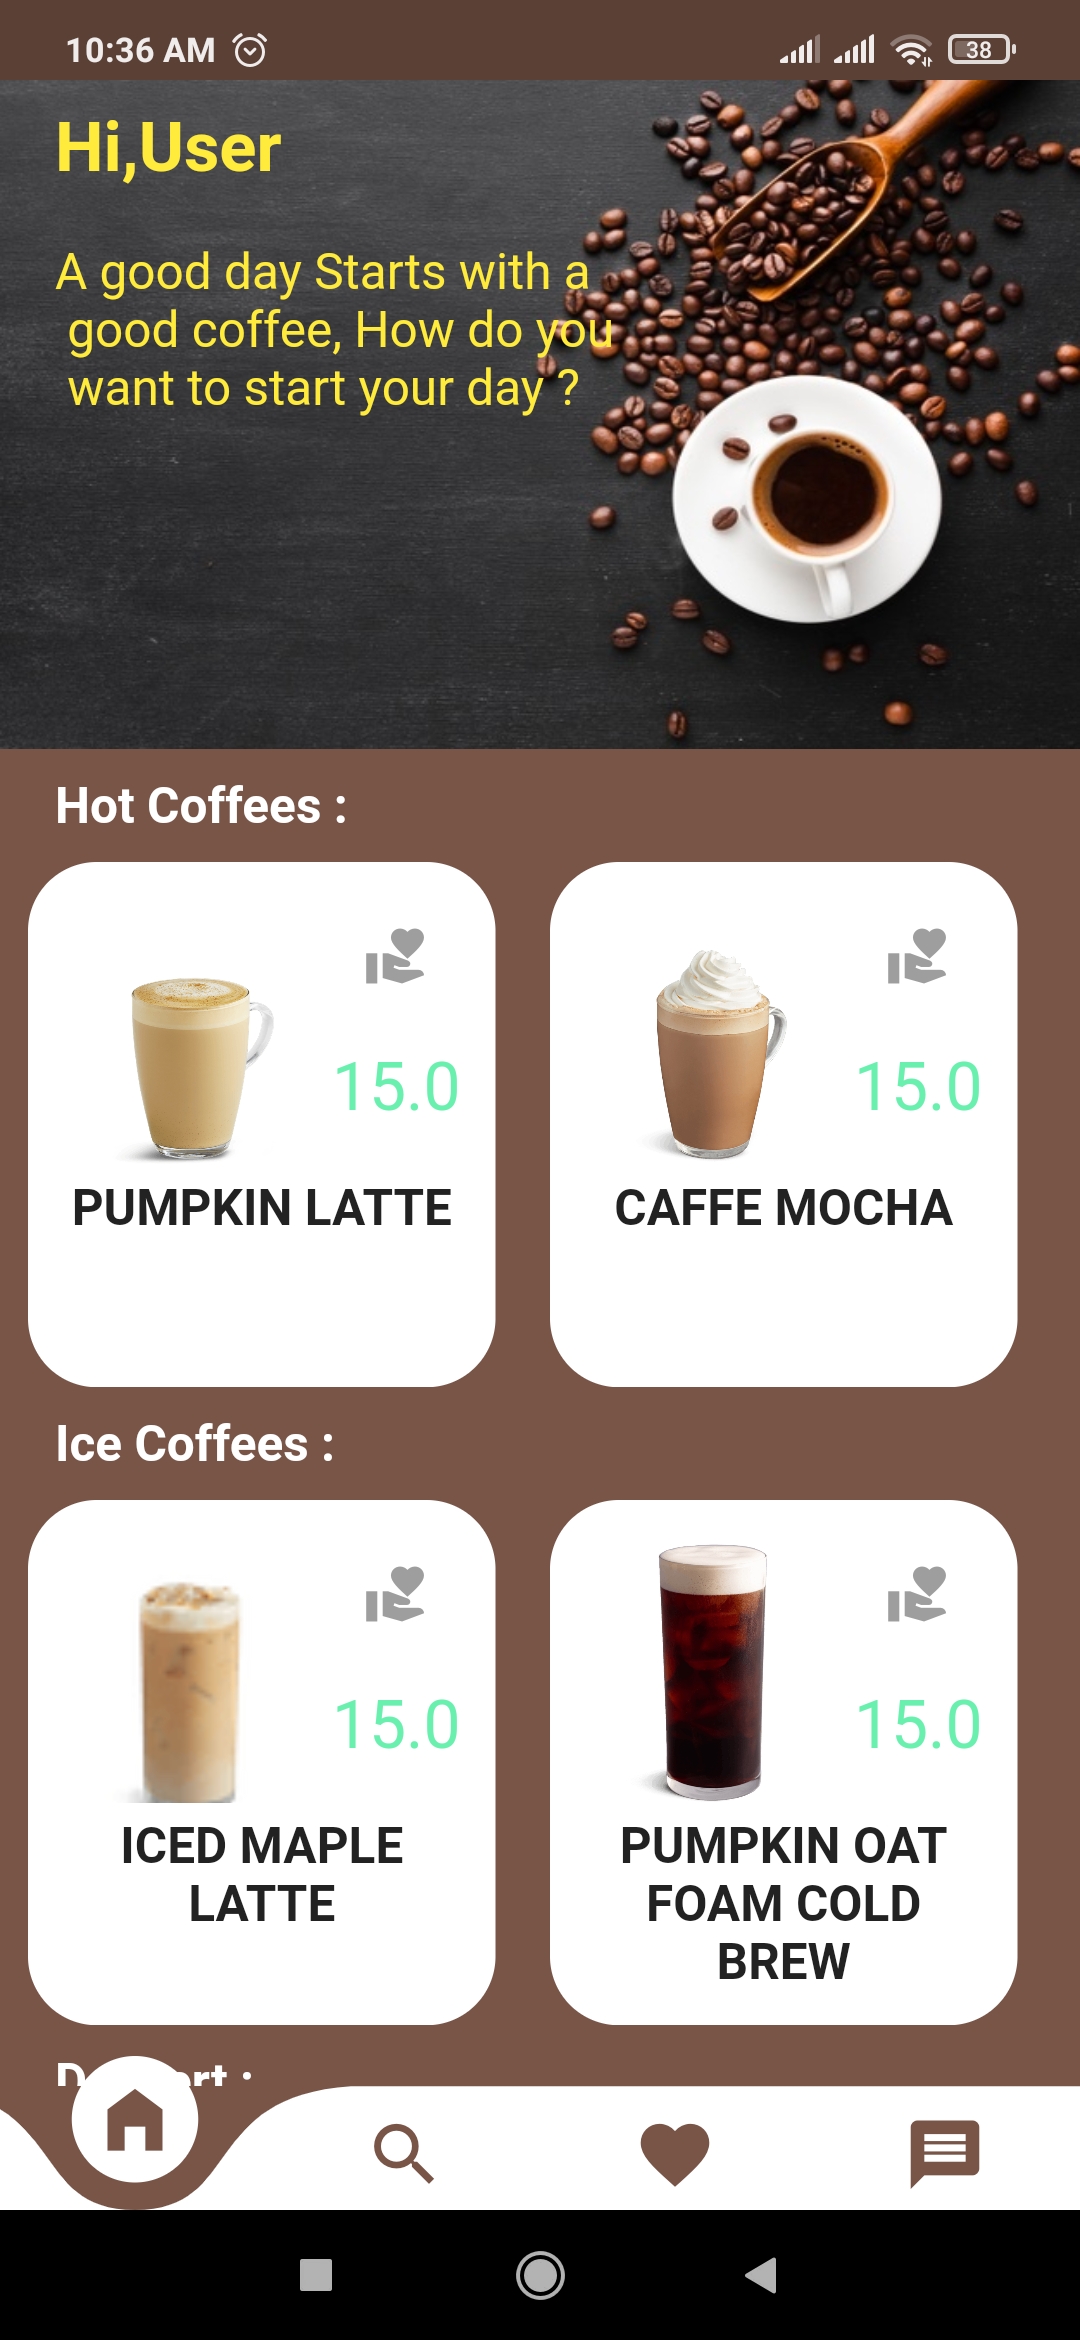 10:36 AM
38
Hi,User
A good day Starts with a
good coffee, How do you
want to start your day ?
Hot Coffees :
15.0
15.0
PUMPKIN LATTE
CAFFE MOCHA
Ice Coffees :
15.0
15.0
ICED MAPLE
LATTE
PUMPKIN OAT
FOAM COLD
BREW